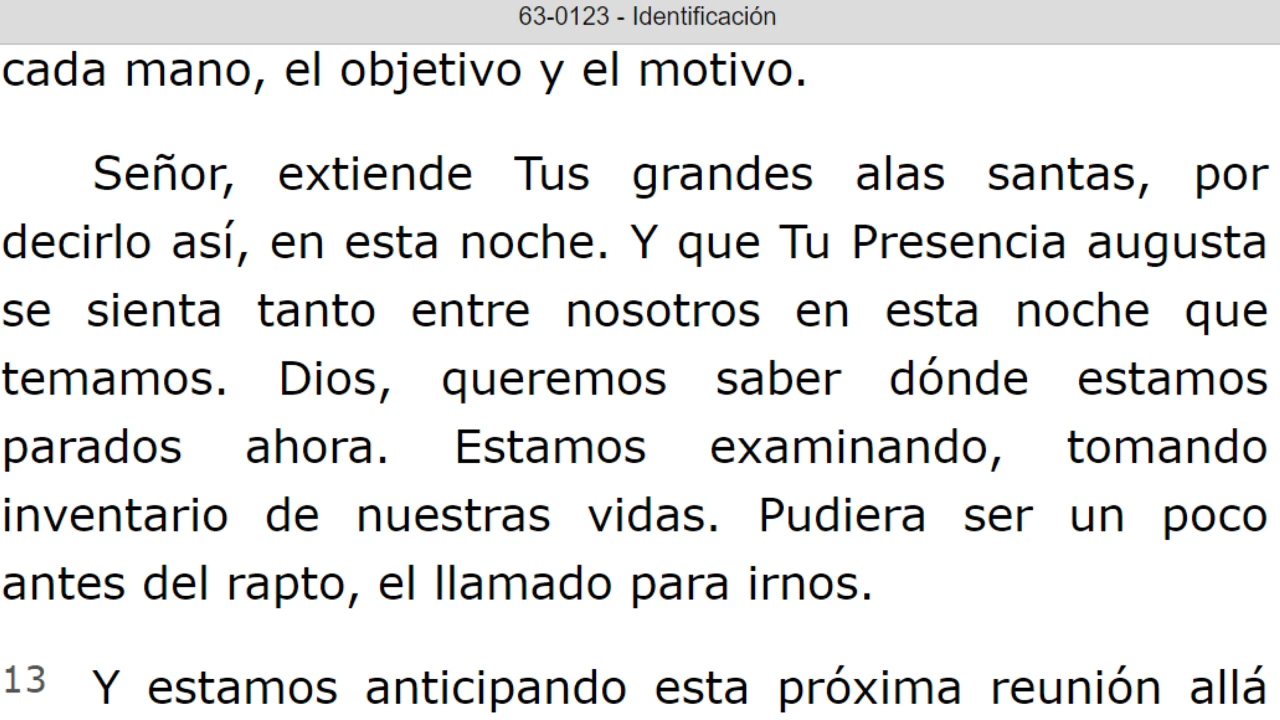 63-0123 - Identificación
cada mano, el objetivo y el motivo.
Señor, extiende Tus grandes alas santas, por
decirlo así, en esta noche. Y que Tu Presencia augusta
se sienta tanto entre nosotros en esta noche que
temamos. Dios, queremos saber dónde estamos
parados ahora. Estamos examinando, tomando
inventario de nuestras vidas. Pudiera ser un poco
antes del rapto, el llamado para irnos.
13 Y estamos anticipando esta próxima reunión allá